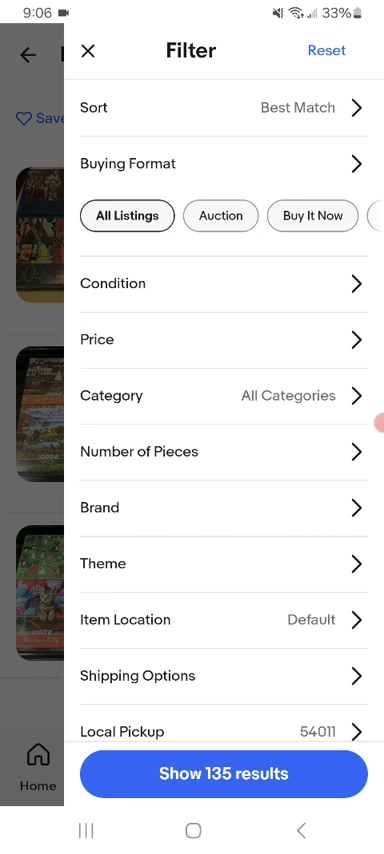 9:06 33%
Filter
Reset
Save
Sort Best Match
Buying Format
All Listings Auction Buy It Now
Condition
Price
Category All Categories
Number of Pieces
Brand
Theme
Item Location Default
Shipping Options
Local Pickup 54011
Show 135 results
Home